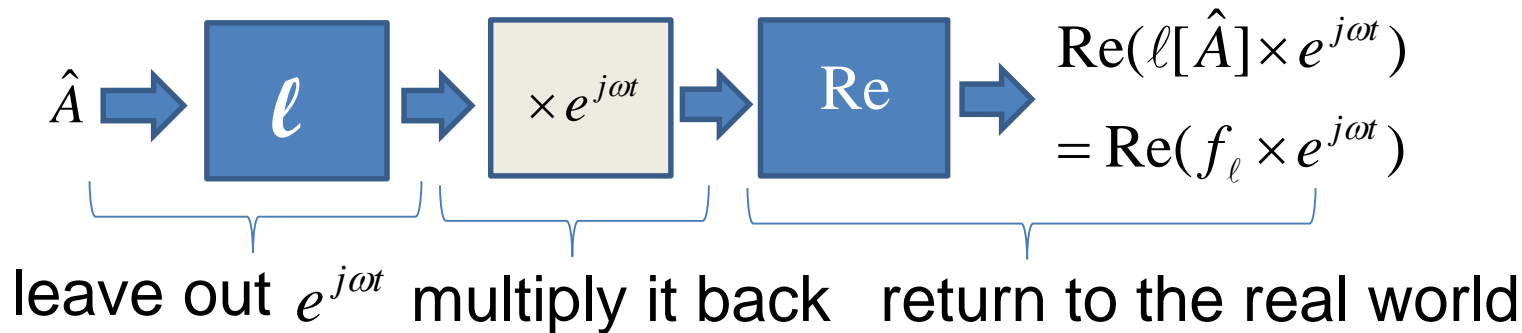 Â ℓ × e^{jωt} Re Re(ℓ[Â] × e^{jωt})
= Re(f_ℓ × e^{jωt})
leave out e^{jωt} multiply it back return to the real world